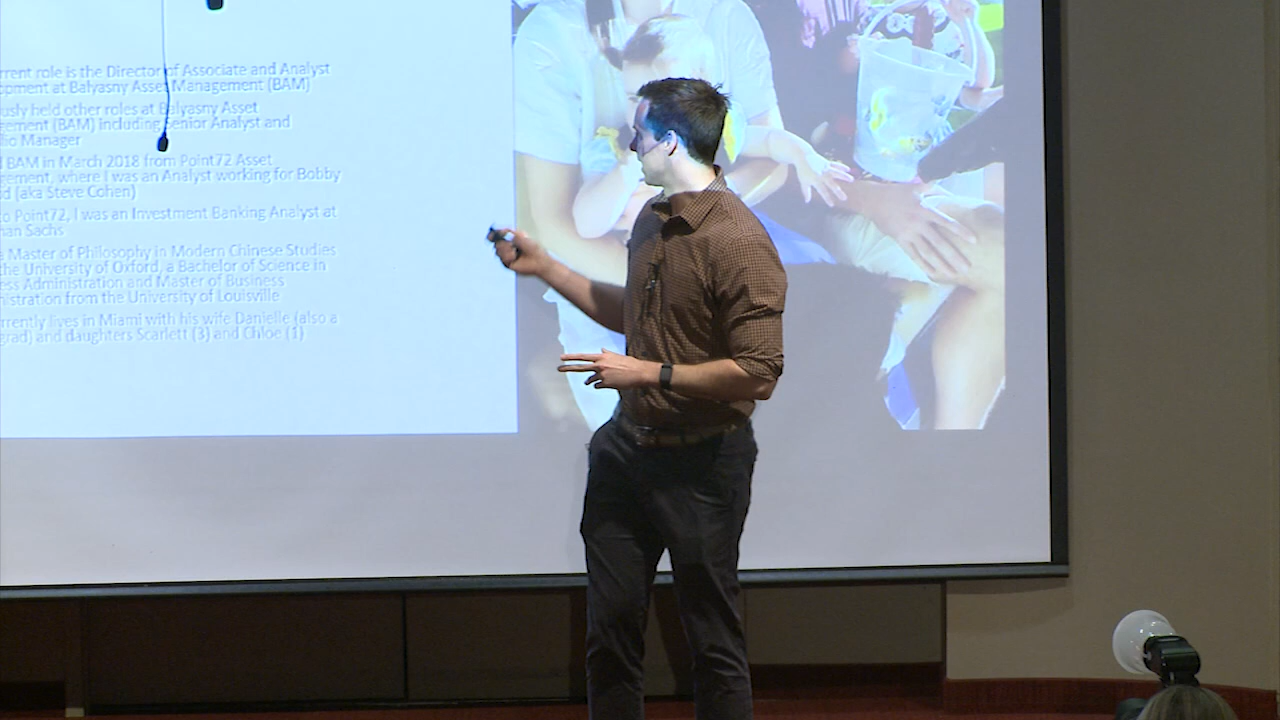 rrent role is the Director of Associate and Analyst
opment at Balyasny Asset Management (BAM)
usly held other roles at Balyasny Asset
gement (BAM) including Senior Analyst and
lio Manager
d BAM in March 2018 from Point72 Asset
gement, where I was an Analyst working for Bobby
d (aka Steve Cohen)
to Point72, I was an Investment Banking Analyst at
man Sachs
a Master of Philosophy in Modern Chinese Studies
the University of Oxford, a Bachelor of Science in
ess Administration and Master of Business
nistration from the University of Louisville
rrently lives in Miami with his wife Danielle (also a
grad) and daughters Scarlett (3) and Chloe (1)